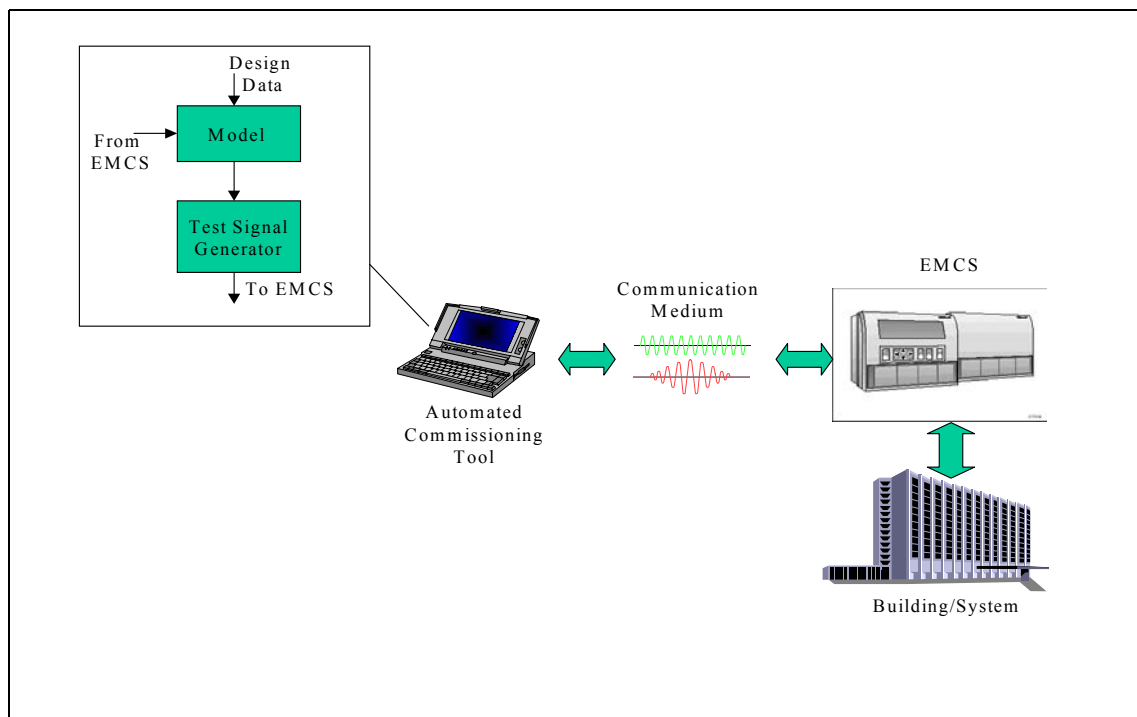 Design
Data
Model
From
EMCS
Test Signal
Generator
To EMCS
Automated
Commissioning
Tool
Communication
Medium
EMCS
Building/System